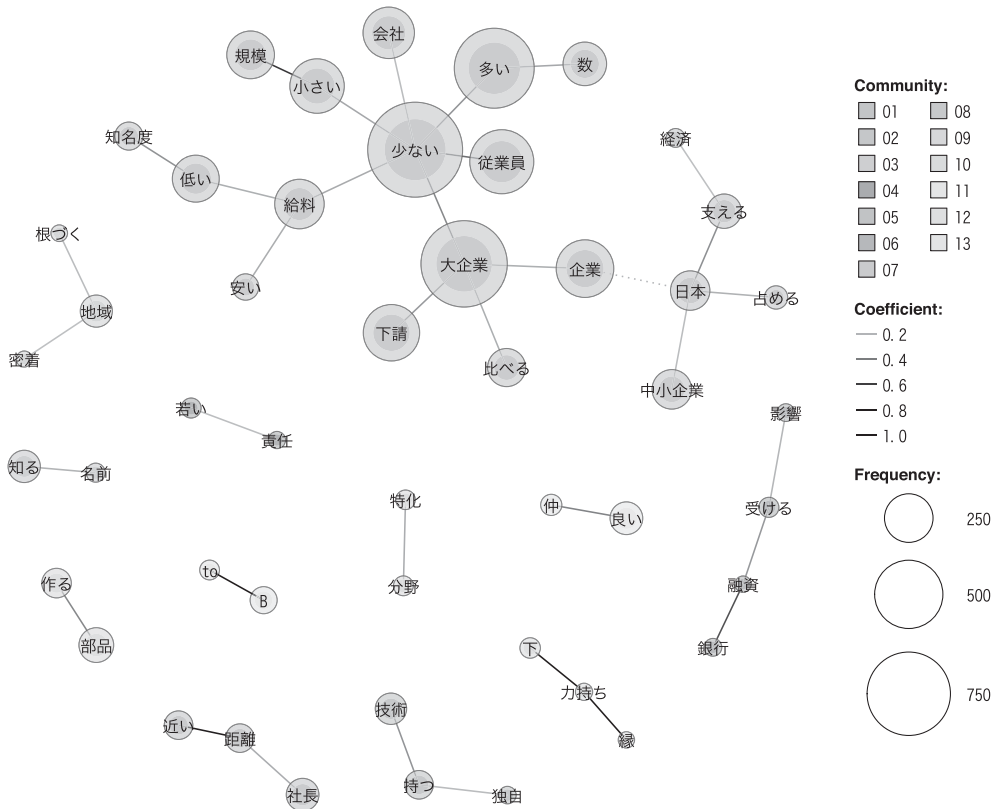 会社
規模
小さい
多い
数
知名度
少ない
従業員
経済
低い
給料
支える
根づく
大企業
企業
安い
日本
占める
地域
下請
密着
比べる
中小企業
若い
責任
影響
知る
名前
特化
仲
良い
受ける
to
B
分野
融資
作る
部品
銀行
下
力持ち
縁
近い
距離
技術
社長
持つ
独自
Community:
01 08
02 09
03 10
04 11
05 12
06 13
07
Coefficient:
0.2
0.4
0.6
0.8
1.0
Frequency:
250
500
750